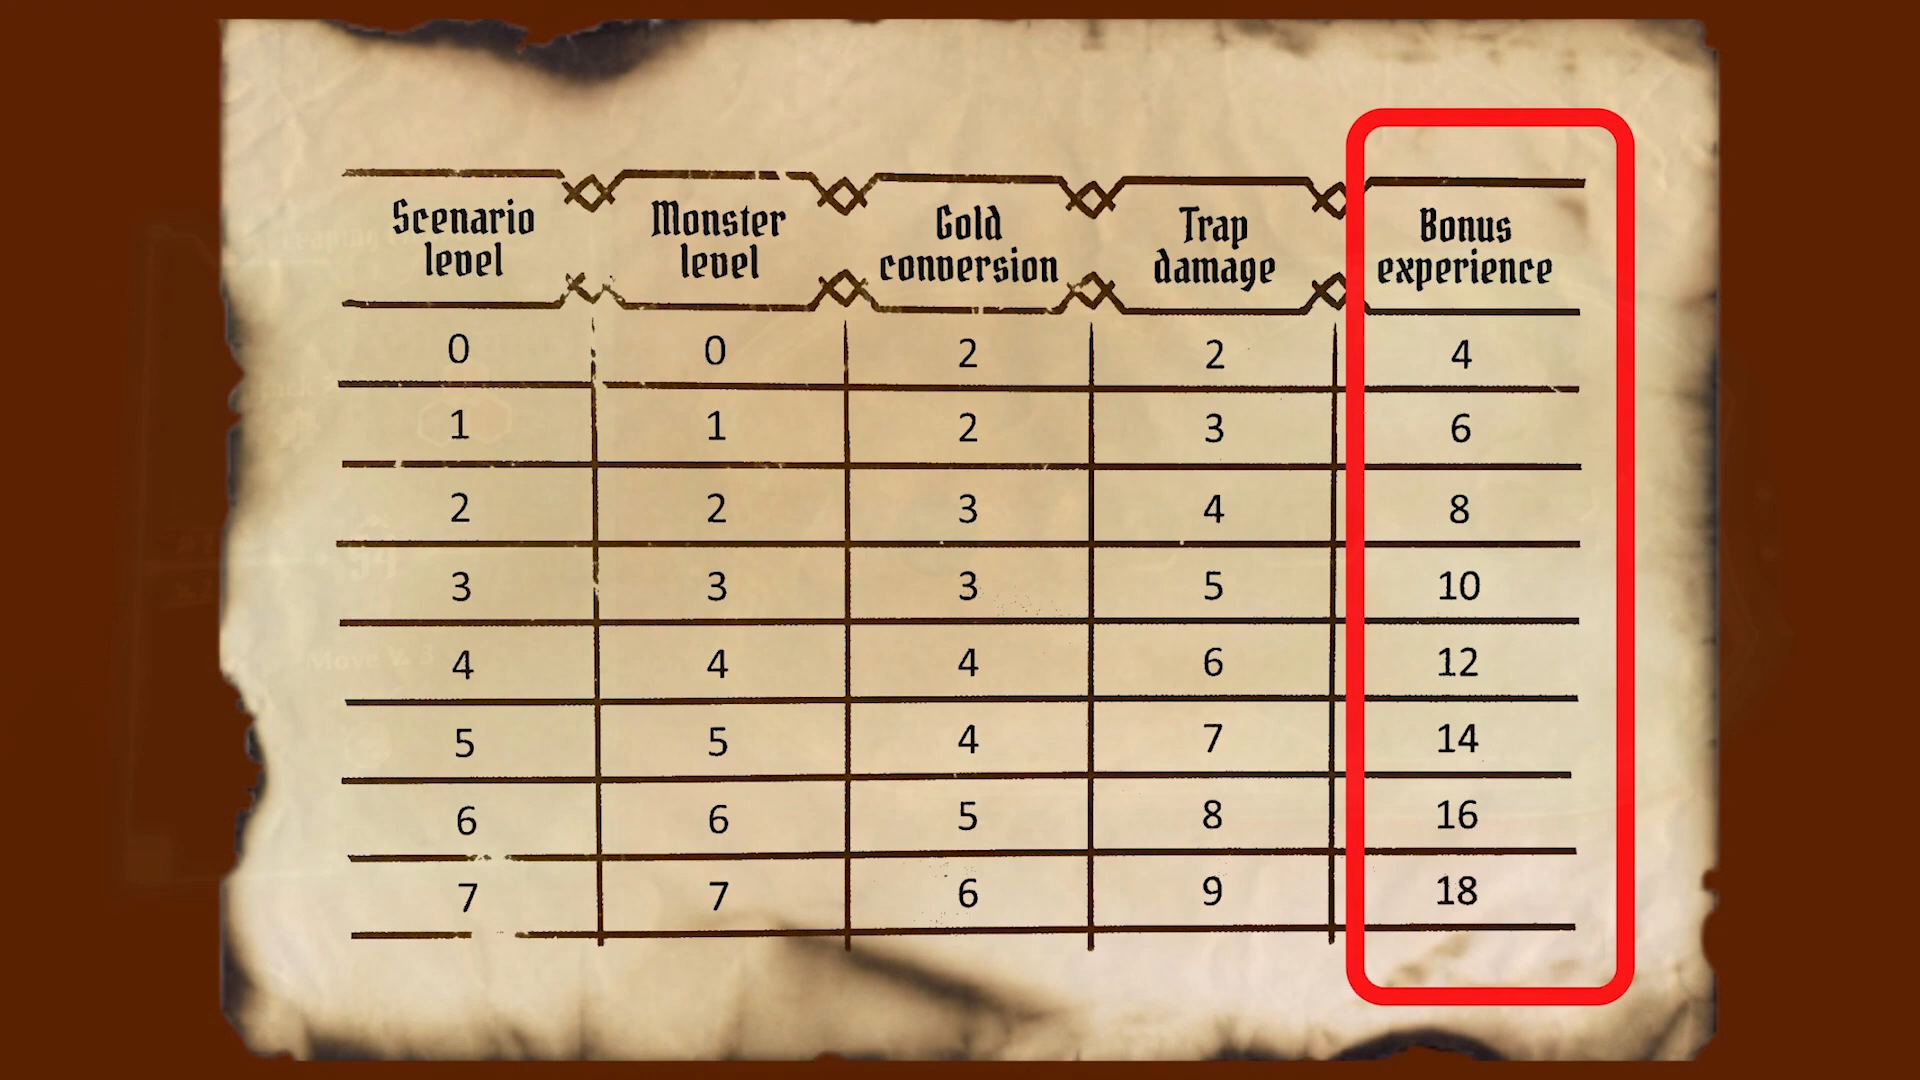 Scenario level Monster level Gold conversion Trap damage Bonus experience
0 0 2 2 4
1 1 2 3 6
2 2 3 4 8
3 3 3 5 10
4 4 4 6 12
5 5 4 7 14
6 6 5 8 16
7 7 6 9 18
Move
3